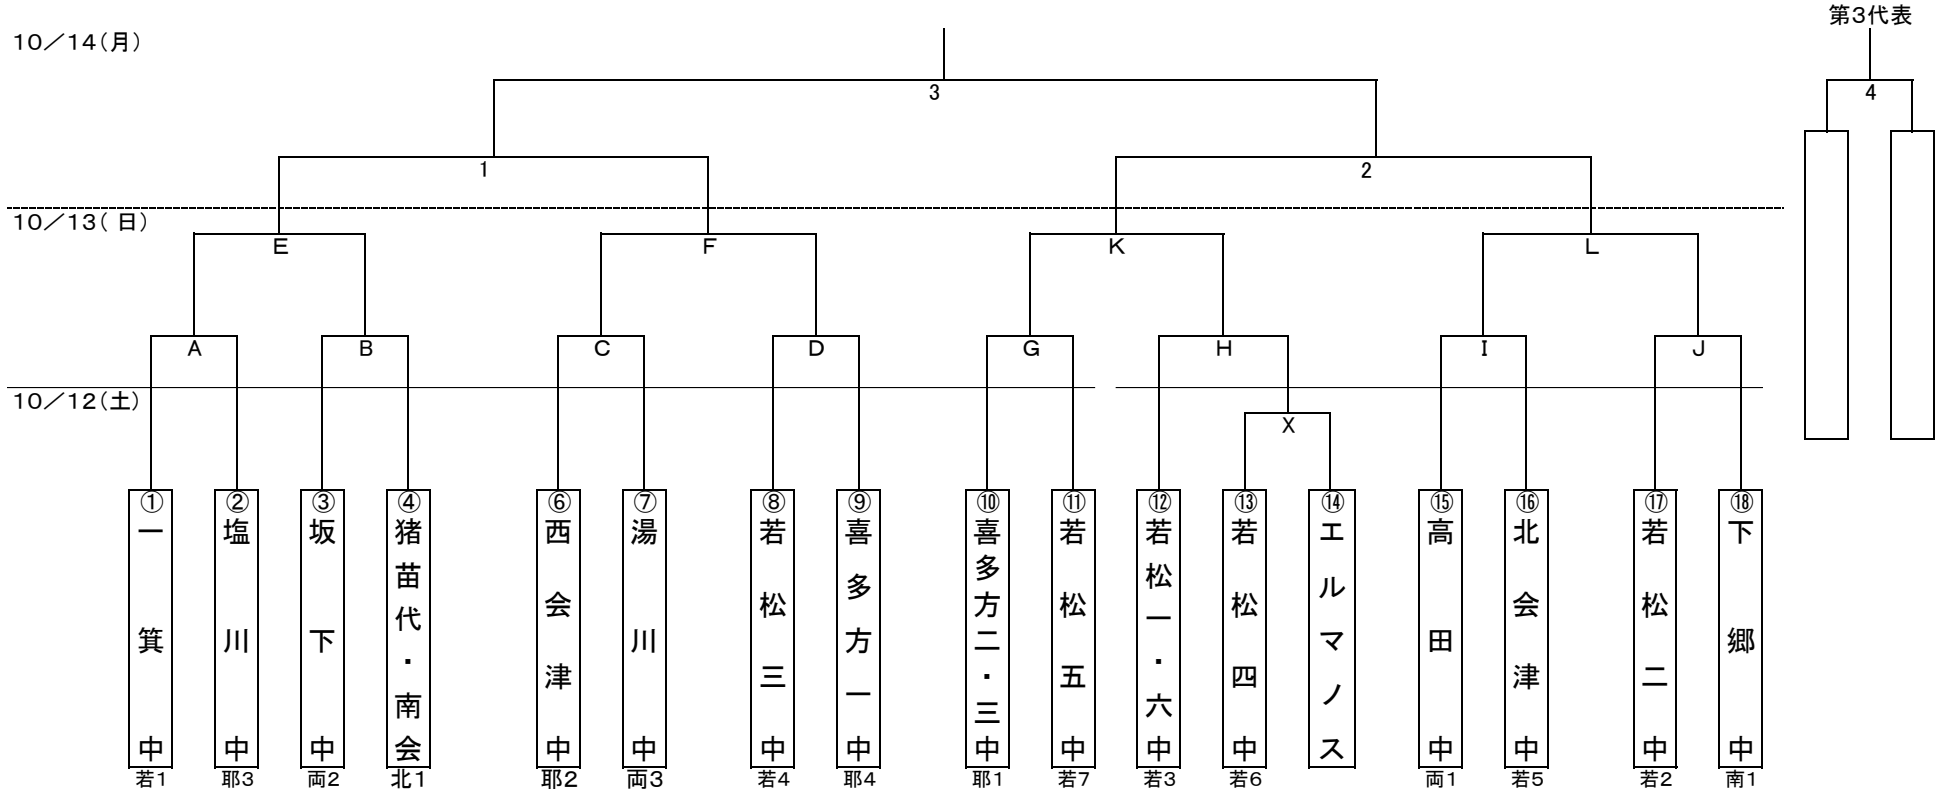 第3代表
10／14（月）
3
4
1
2
10／13（ 日）
E
F
K
L
A
B
C
D
G
H
I
J
10／12（土）
X
①一箕中
②塩川中
③坂下中
④猪苗代・南会
⑥西会津中
⑦湯川中
⑧若松三中
⑨喜多方一中
⑩喜多方二・三中
⑪若松五中
⑫若松一・六中
⑬若松四中
⑭エルマノス
⑮高田中
⑯北会津中
⑰若松二中
⑱下郷中
若1
耶3
両2
北1
耶2
両3
若4
耶4
耶1
若7
若3
若6
両1
若5
若2
南1